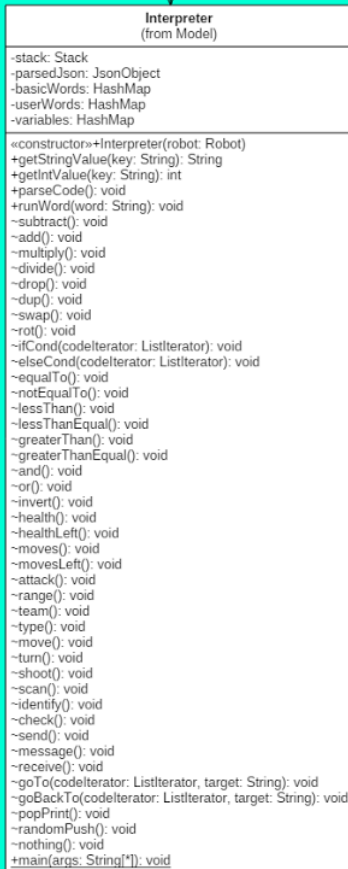 Interpreter
(from Model)
-stack: Stack
-parsedJson: JsonObject
-basicWords: HashMap
-userWords: HashMap
-variables: HashMap
«constructor»+Interpreter(robot: Robot)
+getStringValue(key: String): String
+getIntValue(key: String): int
+parseCode(): void
+runWord(word: String): void
~subtract(): void
~add(): void
~multiply(): void
~divide(): void
~drop(): void
~dup(): void
~swap(): void
~rot(): void
~ifCond(codeIterator: ListIterator): void
~elseCond(codeIterator: ListIterator): void
~equalTo(): void
~notEqualTo(): void
~lessThan(): void
~lessThanEqual(): void
~greaterThan(): void
~greaterThanEqual(): void
~and(): void
~or(): void
~invert(): void
~health(): void
~healthLeft(): void
~moves(): void
~movesLeft(): void
~attack(): void
~range(): void
~team(): void
~type(): void
~move(): void
~turn(): void
~shoot(): void
~scan(): void
~identify(): void
~check(): void
~send(): void
~message(): void
~receive(): void
~goTo(codeIterator: ListIterator, target: String): void
~goBackTo(codeIterator: ListIterator, target: String): void
~popPrint(): void
~randomPush(): void
~nothing(): void
+main(args: String[*]): void